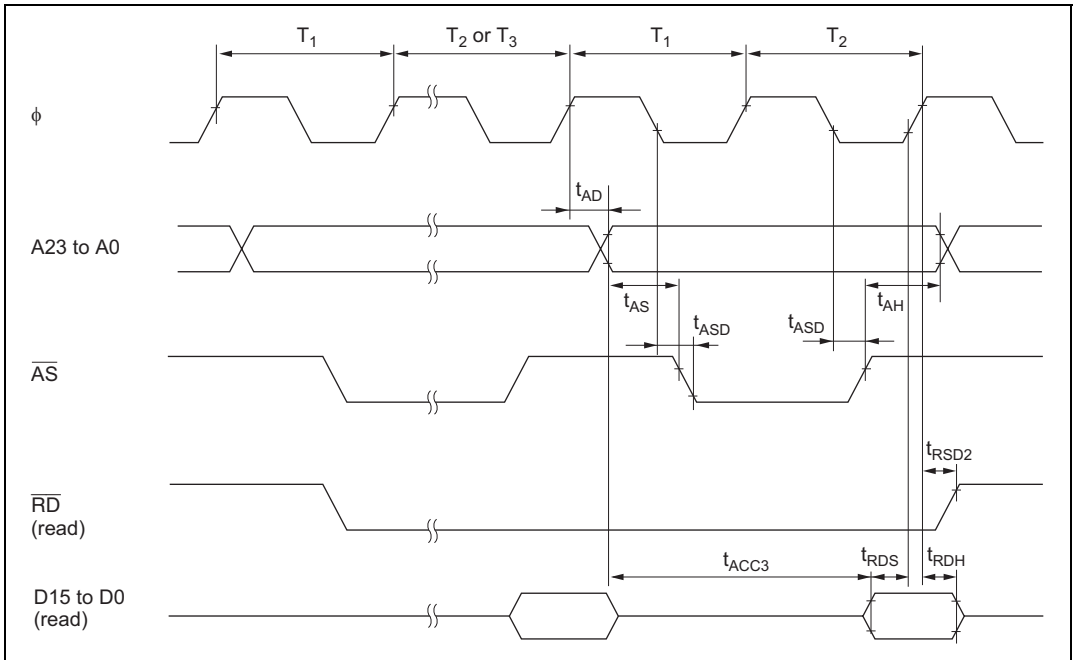 T1 T2 or T3 T1 T2
ϕ
tAD
A23 to A0
tAS tASD tASD tAH
AS
tRSD2
RD
(read)
tACC3 tRDS tRDH
D15 to D0
(read)